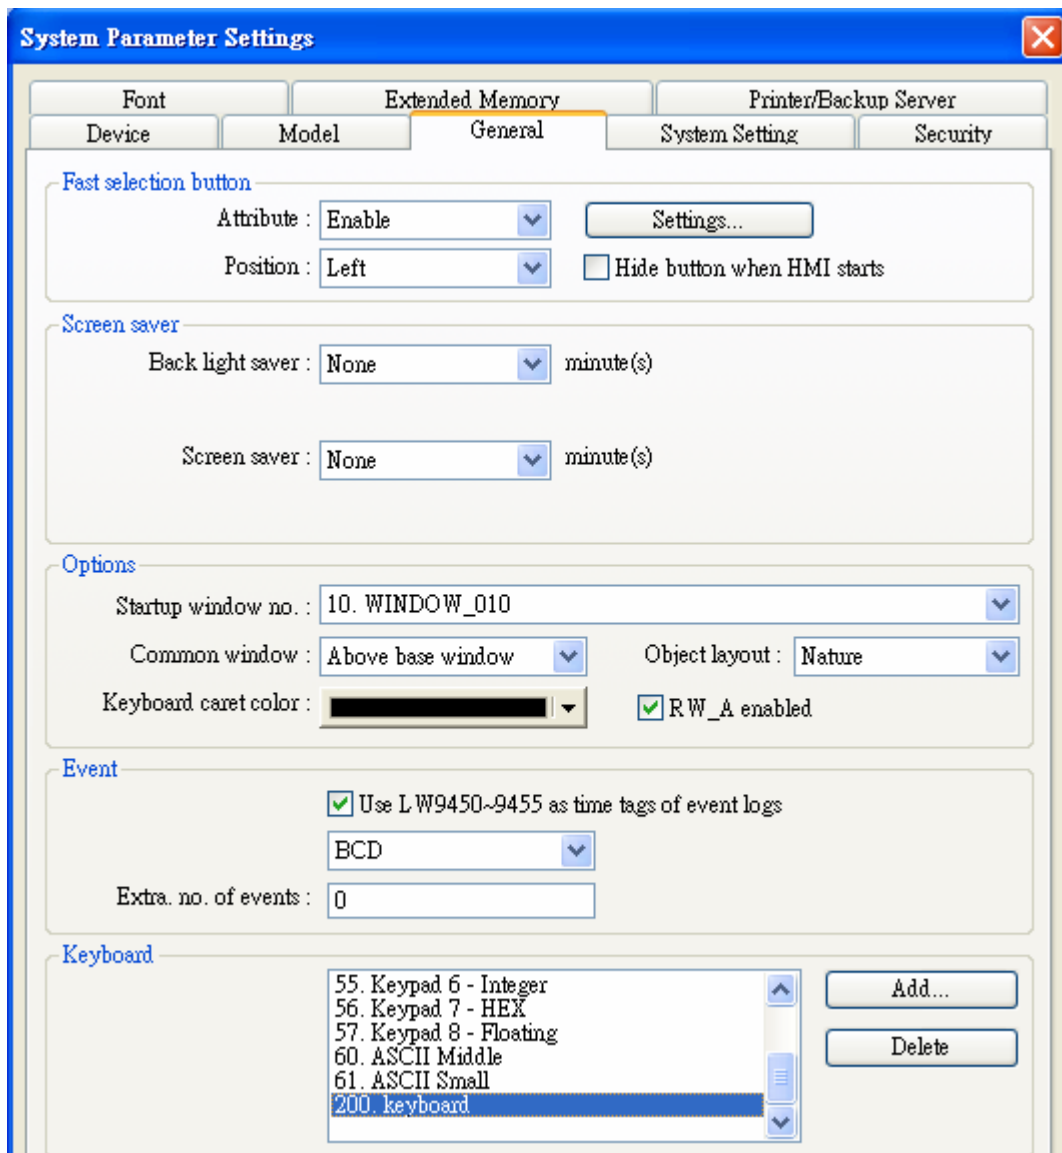 System Parameter Settings
Font Extended Memory Printer/Backup Server
Device Model General System Setting Security
Fast selection button
Attribute : Enable Settings...
Position : Left Hide button when HMI starts
Screen saver
Back light saver : None minute(s)
Screen saver : None minute(s)
Options
Startup window no. : 10. WINDOW_010
Common window : Above base window Object layout : Nature
Keyboard caret color : RW_A enabled
Event
Use LW9450~9455 as time tags of event logs
BCD
Extra. no. of events : 0
Keyboard
55. Keypad 6 - Integer Add...
56. Keypad 7 - HEX
57. Keypad 8 - Floating
60. ASCII Middle Delete
61. ASCII Small
200. keyboard